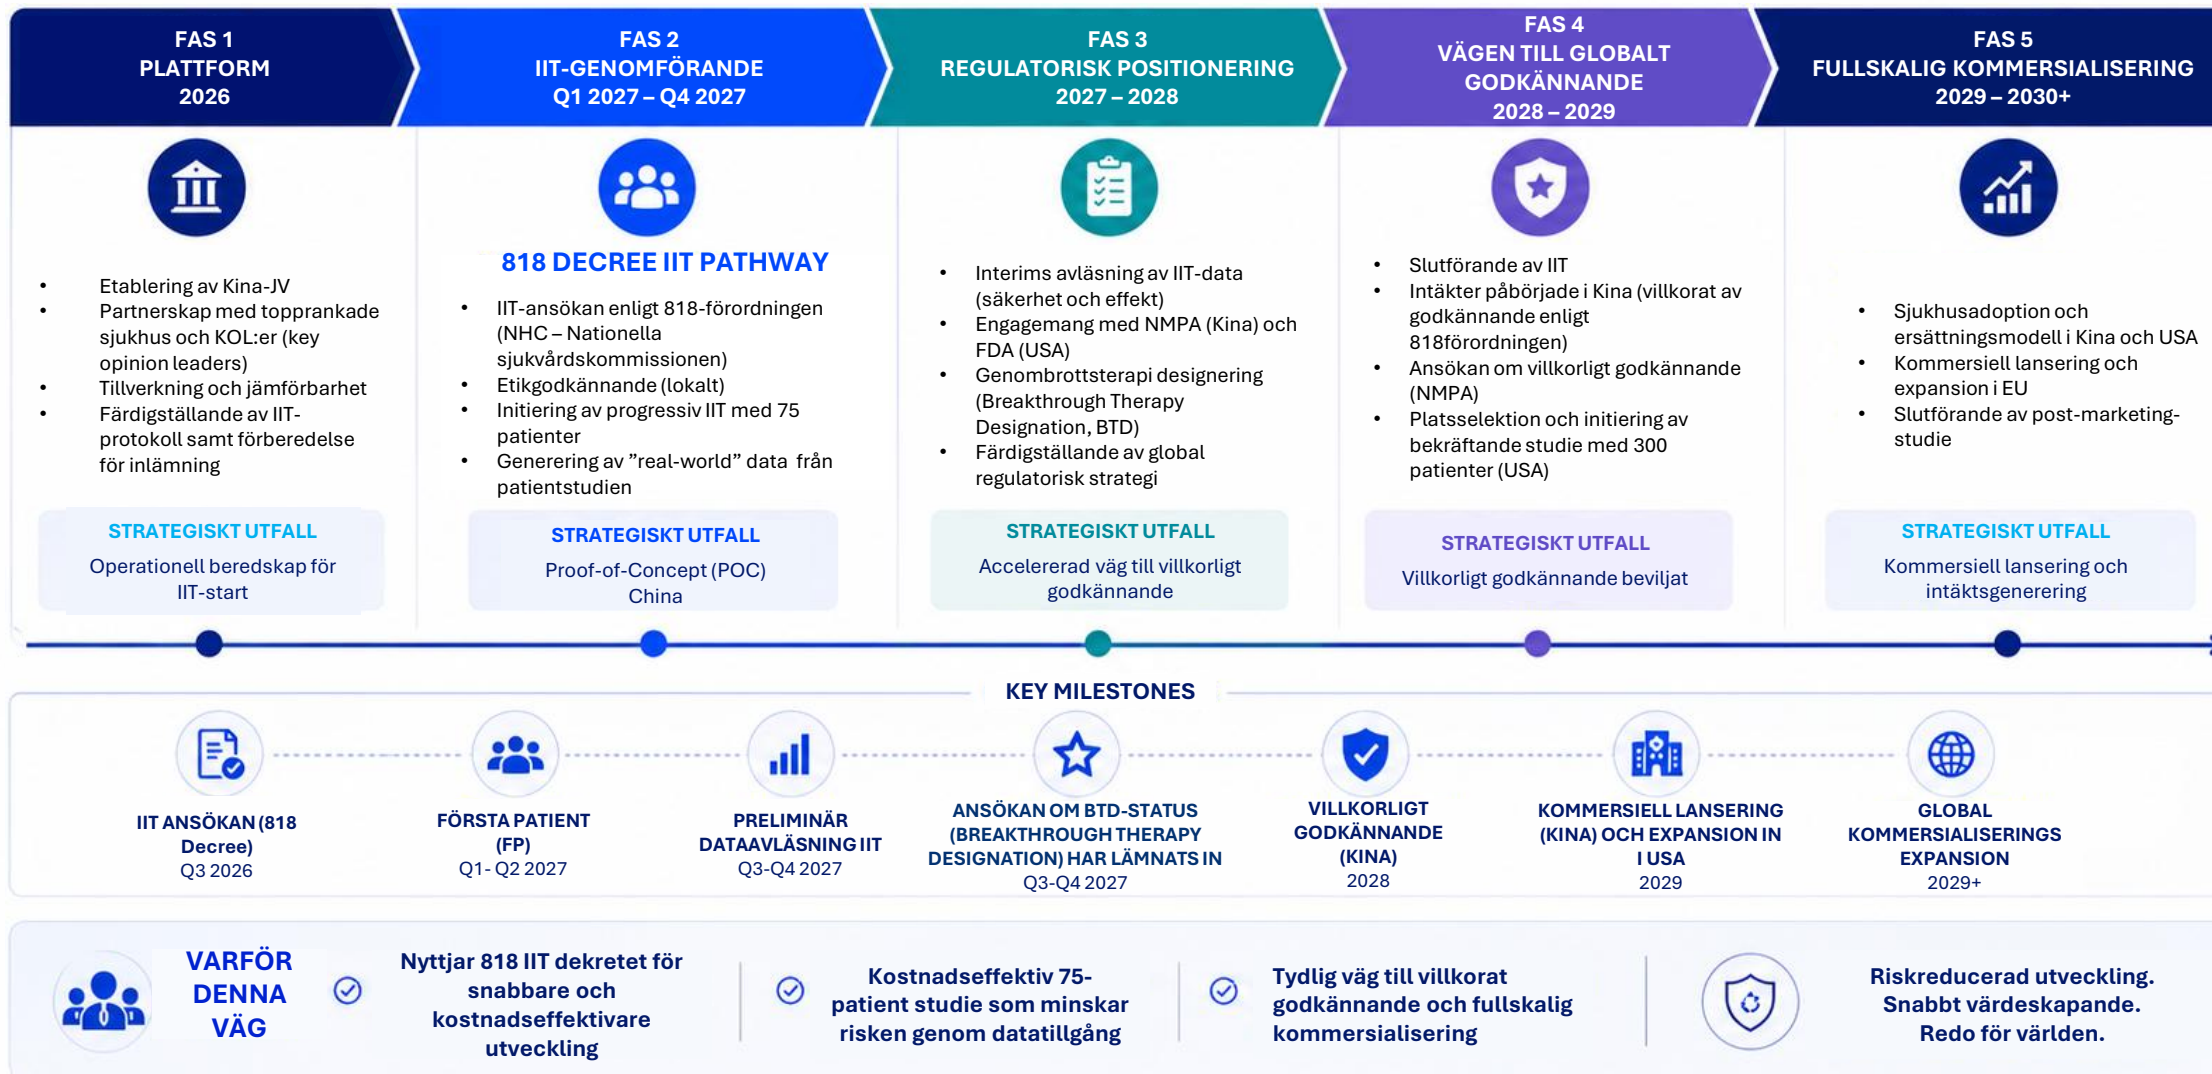 FAS 1
PLATTFORM
2026
FAS 2
IIT-GENOMFÖRANDE
Q1 2027 – Q4 2027
FAS 3
REGULATORISK POSITIONERING
2027 – 2028
FAS 4
VÄGEN TILL GLOBALT
GODKÄNNANDE
2028 – 2029
FAS 5
FULLSKALIG KOMMERSIALISERING
2029 – 2030+
• Etablering av Kina-JV
• Partnerskap med topprankade
sjukhus och KOL:er (key
opinion leaders)
• Tillverkning och jämförbarhet
• Färdigställande av IIT-
protokoll samt förberedelse
för inlämning
STRATEGISKT UTFALL
Operationell beredskap för
IIT-start
818 DECREE IIT PATHWAY
• IIT-ansökan enligt 818-förordningen
(NHC – Nationella
sjukvårdskommissionen)
• Etikgodkännande (lokalt)
• Initiering av progressiv IIT med 75
patienter
• Generering av ”real-world” data från
patientstudien
STRATEGISKT UTFALL
Proof-of-Concept (POC)
China
• Interims avläsning av IIT-data
(säkerhet och effekt)
• Engagemang med NMPA (Kina) och
FDA (USA)
• Genombrottsterapi designering
(Breakthrough Therapy
Designation, BTD)
• Färdigställande av global
regulatorisk strategi
STRATEGISKT UTFALL
Accelererad väg till villkorligt
godkännande
• Slutförande av IIT
• Intäkter påbörjade i Kina (villkorat av
godkännande enligt
818förordningen)
• Ansökan om villkorligt godkännande
(NMPA)
• Platsselektion och initiering av
bekräftande studie med 300
patienter (USA)
STRATEGISKT UTFALL
Villkorligt godkännande beviljat
• Sjukhusadoption och
ersättningsmodell i Kina och USA
• Kommersiell lansering och
expansion i EU
• Slutförande av post-marketing-
studie
STRATEGISKT UTFALL
Kommersiell lansering och
intäktsgenerering
KEY MILESTONES
IIT ANSÖKAN (818
Decree)
Q3 2026
FÖRSTA PATIENT
(FP)
Q1- Q2 2027
PRELIMINÄR
DATAAVLÄSNING IIT
Q3-Q4 2027
ANSÖKAN OM BTD-STATUS
(BREAKTHROUGH THERAPY
DESIGNATION) HAR LÄMNATS IN
Q3-Q4 2027
VILLKORLIGT
GODKÄNNANDE
(KINA)
2028
KOMMERSIELL LANSERING
(KINA) OCH EXPANSION IN
I USA
2029
GLOBAL
KOMMERSIALISERINGS
EXPANSION
2029+
VARFÖR
DENNA
VÄG
Nyttjar 818 IIT dekretet för
snabbare och
kostnadseffektivare
utveckling
Kostnadseffektiv 75-
patient studie som minskar
risken genom datatillgång
Tydlig väg till villkorat
godkännande och fullskalig
kommersialisering
Riskreducerad utveckling.
Snabbt värdeskapande.
Redo för världen.